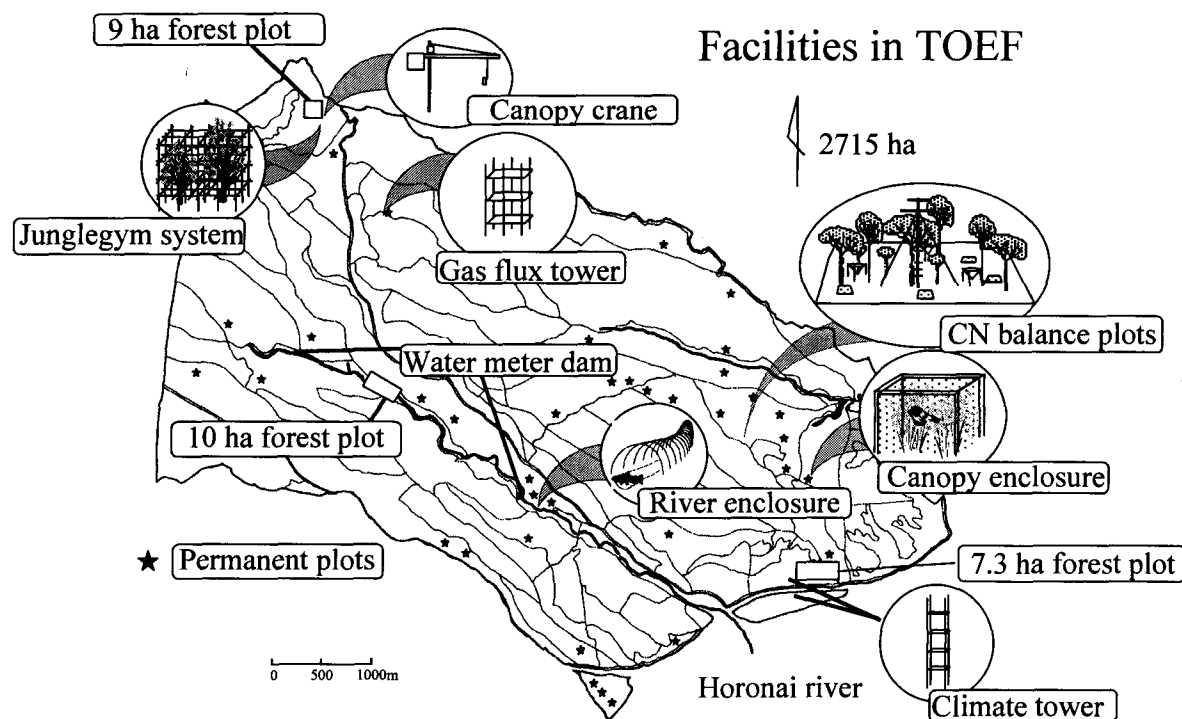 Facilities in TOEF
9 ha forest plot
Canopy crane
2715 ha
Junglegym system
Gas flux tower
CN balance plots
Water meter dam
10 ha forest plot
River enclosure
Canopy enclosure
★ Permanent plots
7.3 ha forest plot
0 500 1000m
Horonai river
Climate tower